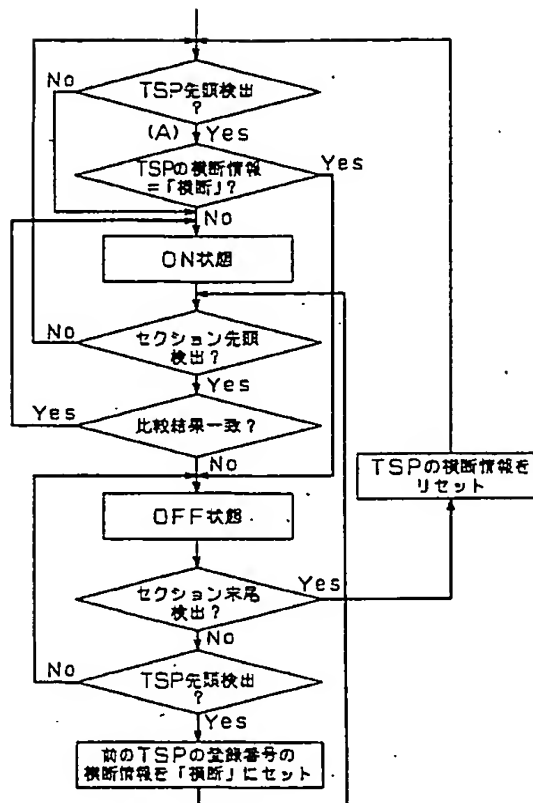 No
TSP先頭検出
?
(A)
Yes
TSPの横断情報
=「横断」?
Yes
No
ON状態
No
セクション先頭
検出?
Yes
Yes
比較結果一致?
No
TSPの横断情報を
リセット
OFF状態
Yes
セクション末尾
検出?
No
No
TSP先頭検出
?
Yes
前のTSPの登録番号の
横断情報を「横断」にセット